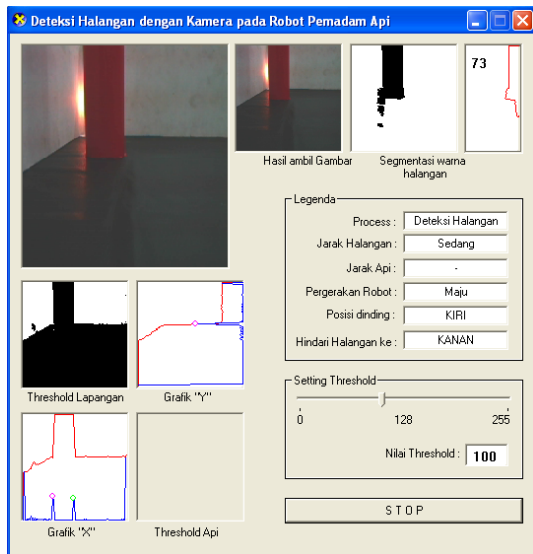 Deteksi Halangan dengan Kamera pada Robot Pemadam Api
73
Hasil ambil Gambar
Segmentasi warna
halangan
Legenda
Process : Deteksi Halangan
Jarak Halangan : Sedang
Jarak Api : -
Pergerakan Robot : Maju
Posisi dinding : KIRI
Hindari Halangan ke : KANAN
Threshold Lapangan
Grafik "Y"
Setting Threshold
0 128 255
Nilai Threshold : 100
STOP
Grafik "X"
Threshold Api